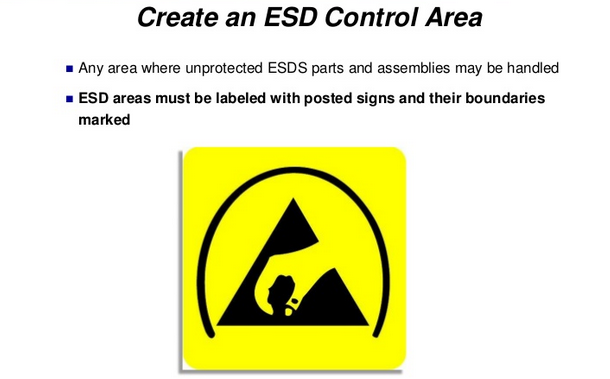 Create an ESD Control Area
Any area where unprotected ESDS parts and assemblies may be handled
ESD areas must be labeled with posted signs and their boundaries
marked